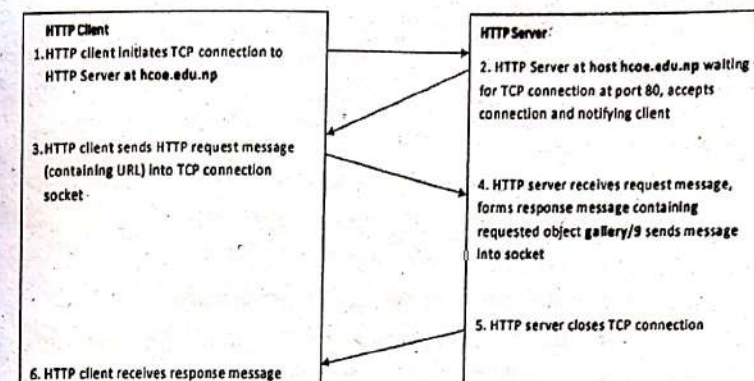 HTTP Client
1.HTTP client initiates TCP connection to
HTTP Server at hcoe.edu.np
3.HTTP client sends HTTP request message
(containing URL) into TCP connection
socket
6. HTTP client receives response message
HTTP Server:
2. HTTP Server at host hcoe.edu.np waiting
for TCP connection at port 80, accepts
connection and notifying client
4. HTTP server receives request message,
forms response message containing
requested object gallery/9 sends message
into socket
5. HTTP server closes TCP connection